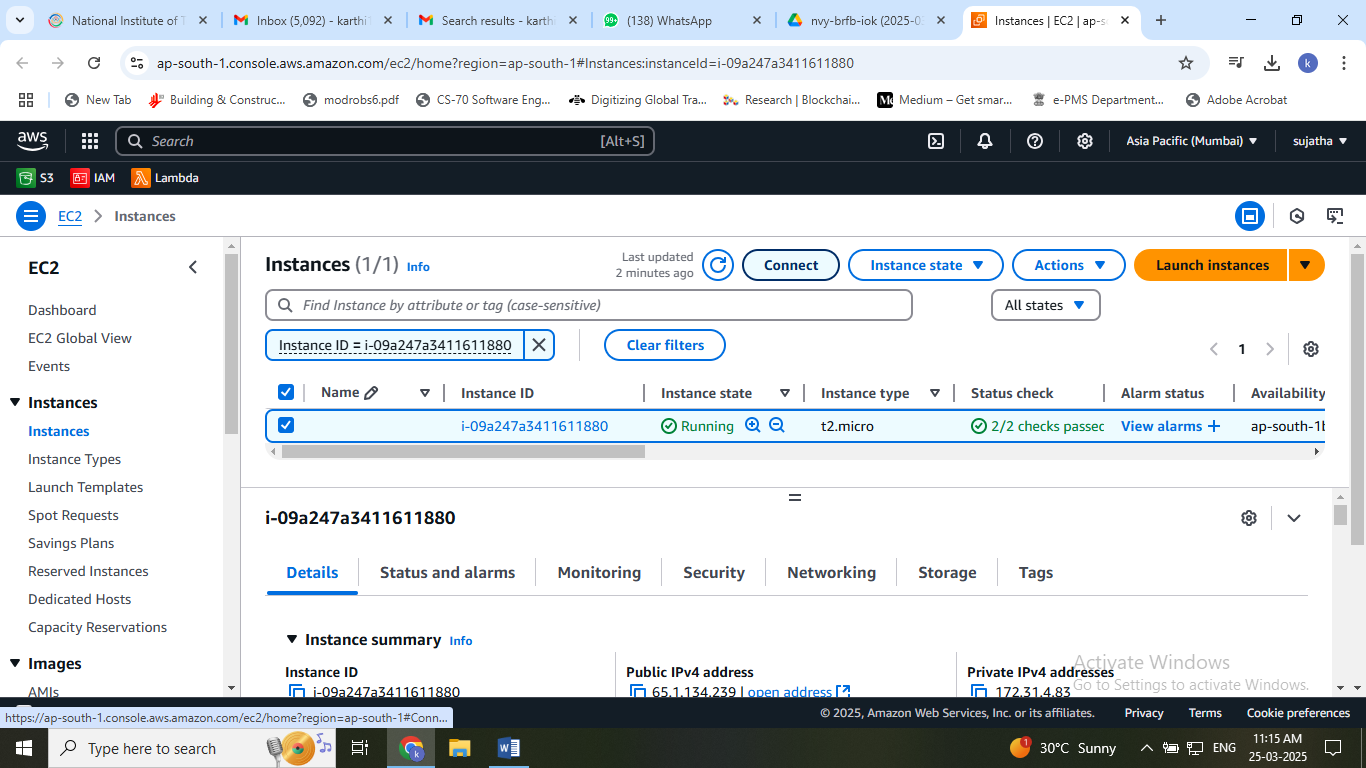 National Institute of T
Inbox (5,092) - karthi
Search results - karthi
(138) WhatsApp
nvy-brfb-iok (2025-0
Instances | EC2 | ap-so
ap-south-1.console.aws.amazon.com/ec2/home?region=ap-south-1#Instances:instanceId=i-09a247a3411611880
k
New Tab
Building & Construc...
modrobs6.pdf
CS-70 Software Eng...
Digitizing Global Tra...
Research | Blockchai...
Medium – Get smar...
e-PMS Department...
Adobe Acrobat
aws
Search
[Alt+S]
Asia Pacific (Mumbai)
sujatha
S3
IAM
Lambda
EC2
Instances
EC2
Dashboard
EC2 Global View
Events
Instances
Instances
Instance Types
Launch Templates
Spot Requests
Savings Plans
Reserved Instances
Dedicated Hosts
Capacity Reservations
Images
AMIs
Instances (1/1) Info
Last updated
2 minutes ago
Connect
Instance state
Actions
Launch instances
Find Instance by attribute or tag (case-sensitive)
All states
Instance ID = i-09a247a3411611880
Clear filters
1
Name
Instance ID
Instance state
Instance type
Status check
Alarm status
Availability
i-09a247a3411611880
Running
t2.micro
2/2 checks passec
View alarms +
ap-south-1b
i-09a247a3411611880
Details
Status and alarms
Monitoring
Security
Networking
Storage
Tags
Instance summary Info
Instance ID
i-09a247a3411611880
Public IPv4 address
65.1.134.239 | open address
Private IPv4 addresses
172.31.4.83
Activate Windows
Go to Settings to activate Windows.
https://ap-south-1.console.aws.amazon.com/ec2/home?region=ap-south-1#Conn...
© 2025, Amazon Web Services, Inc. or its affiliates.
Privacy
Terms
Cookie preferences
Type here to search
30°C Sunny
ENG
11:15 AM
25-03-2025